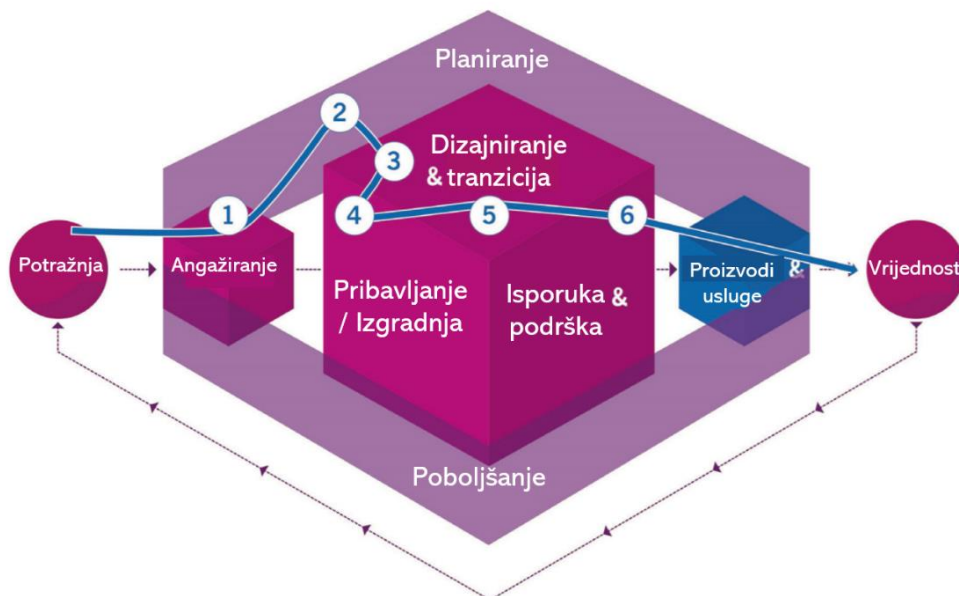 Planiranje
2
3
Dizajniranje
& tranzicija
1
4
5
6
Potražnja
Angažiranje
Pribavljanje
/ Izgradnja
Isporuka &
podrška
Proizvodi &
usluge
Vrijednost
Poboljšanje